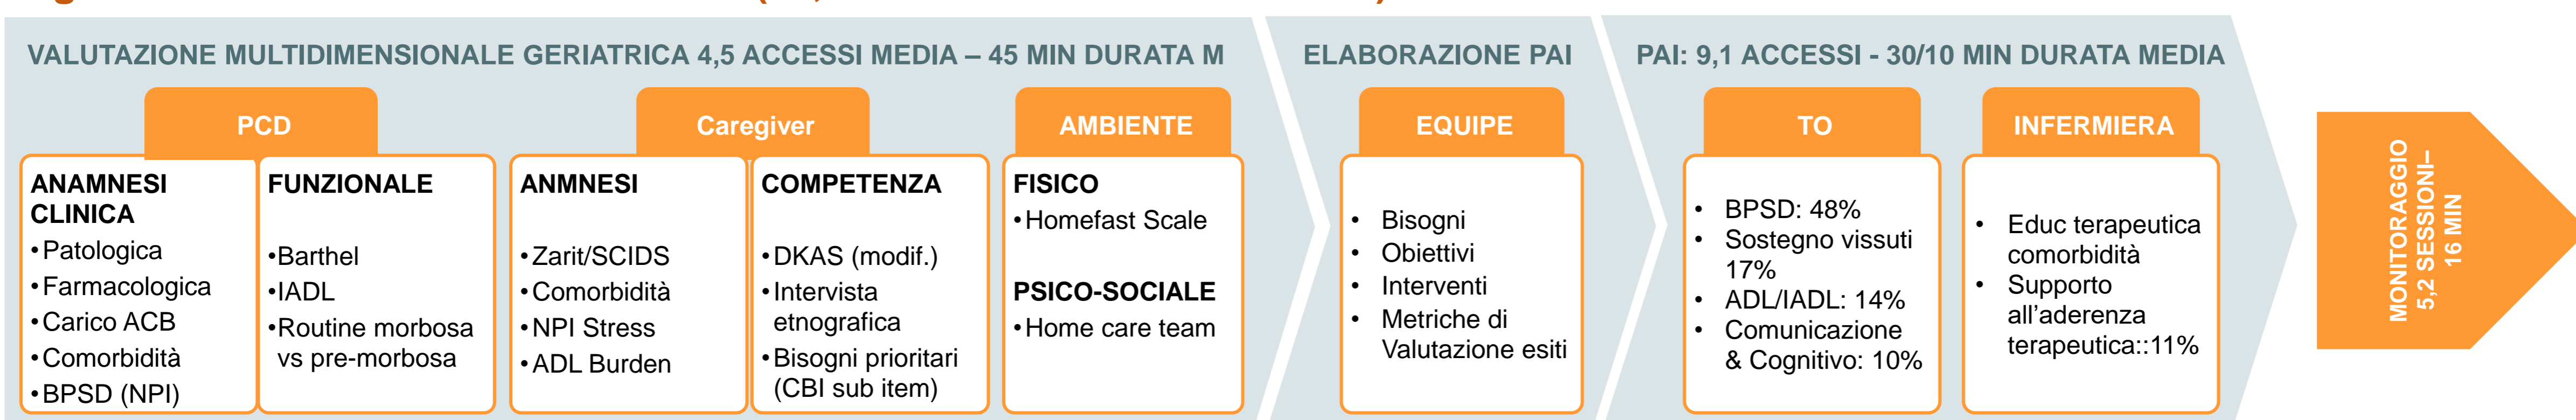 VALUTAZIONE MULTIDIMENSIONALE GERIATRICA 4,5 ACCESSI MEDIA – 45 MIN DURATA M
PCD
ANAMNESI
CLINICA
•Patologica
•Farmacologica
•Carico ACB
•Comorbidità
•BPSD (NPI)
FUNZIONALE
•Barthel
•IADL
•Routine morbosa
vs pre-morbosa
Caregiver
ANMNESI
•Zarit/SCIDS
•Comorbidità
•NPI Stress
•ADL Burden
COMPETENZA
•DKAS (modif.)
•Intervista
etnografica
•Bisogni prioritari
(CBI sub item)
AMBIENTE
FISICO
•Homefast Scale
PSICO-SOCIALE
•Home care team
ELABORAZIONE PAI
EQUIPE
• Bisogni
• Obiettivi
• Interventi
• Metriche di
Valutazione esiti
PAI: 9,1 ACCESSI - 30/10 MIN DURATA MEDIA
TO
• BPSD: 48%
• Sostegno vissuti
17%
• ADL/IADL: 14%
• Comunicazione
& Cognitivo: 10%
INFERMIERA
• Educ terapeutica
comorbidità
• Supporto
all'aderenza
terapeutica::11%
MONITORAGGIO
5,2 SESSIONI–
16 MIN